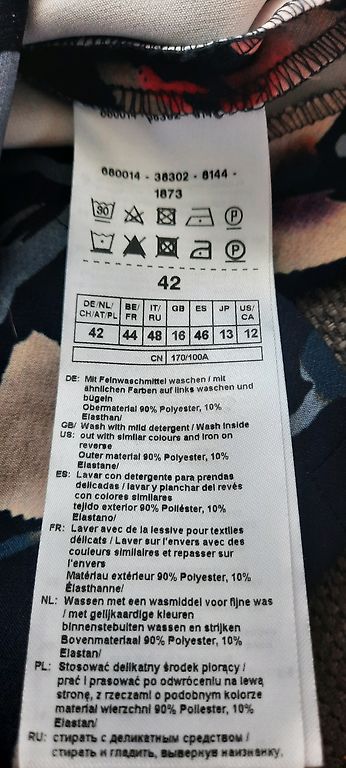 680014 - 38302 - 8144 -
1873
30
P
P
42
DE/NL/ CH/AT/PL BE/ FR IT/ RU GB ES JP US/ CA
42 44 48 16 46 13 12
CN 170/100A
DE: Mit Feinwaschmittel waschen / mit
ähnlichen Farben auf links waschen und
bügeln
Obermaterial 90% Polyester, 10%
Elasthan/
GB/ Wash with mild detergent / Wash inside
US: out with similar colours and iron on
reverse
Outer material 90% Polyester, 10%
Elastane/
ES: Lavar con detergente para prendas
delicadas / lavar y planchar del revés
con colores similares
tejido exterior 90% Poliéster, 10%
Elastano/
FR: Laver avec de la lessive pour textiles
délicats / Laver sur l'envers avec des
couleurs similaires et repasser sur
l'envers
Matériau extérieur 90% Polyester, 10%
Élasthanne/
NL: Wassen met een wasmiddel voor fijne was
/ met gelijkaardige kleuren
binnenstebuiten wassen en strijken
Bovenmateriaal 90% Polyester, 10%
Elastan/
PL: Stosować delikatny środek piorący /
prać i prasować po odwróceniu na lewą
stronę, z rzeczami o podobnym kolorze
materiał wierzchni 90% Polyester, 10%
Elastan/
RU: стирать с деликатным средством /
стирать и гладить, вывернув наизнанку,